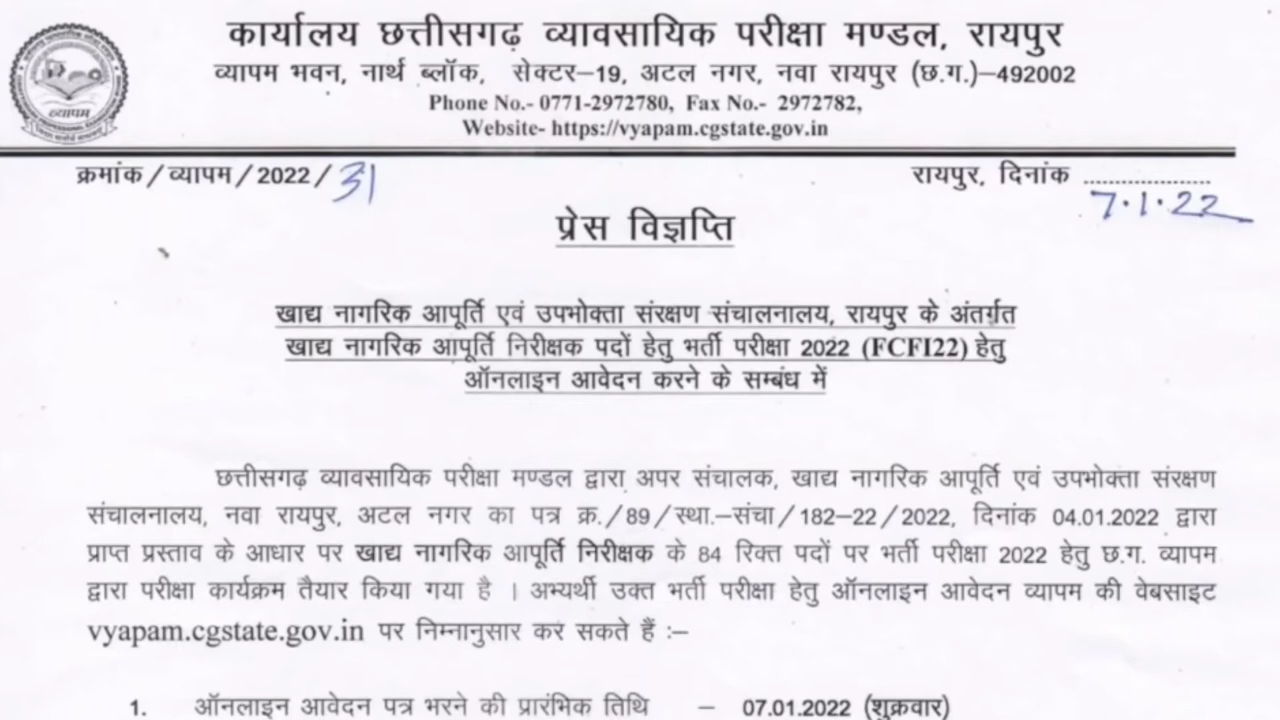 कार्यालय छत्तीसगढ़ व्यावसायिक परीक्षा मण्डल, रायपुर
व्यापम भवन, नार्थ ब्लॉक, सेक्टर–19, अटल नगर, नवा रायपुर (छ.ग.)–492002
Phone No.- 0771-2972780, Fax No.- 2972782,
Website- https://vyapam.cgstate.gov.in
व्यापम
क्रमांक/व्यापम/2022/31
रायपुर, दिनांक ....................
7.1.22
प्रेस विज्ञप्ति
खाद्य नागरिक आपूर्ति एवं उपभोक्ता संरक्षण संचालनालय, रायपुर के अंतर्गत
खाद्य नागरिक आपूर्ति निरीक्षक पदों हेतु भर्ती परीक्षा 2022 (FCFI22) हेतु
ऑनलाइन आवेदन करने के सम्बंध में
छत्तीसगढ़ व्यावसायिक परीक्षा मण्डल द्वारा अपर संचालक, खाद्य नागरिक आपूर्ति एवं उपभोक्ता संरक्षण
संचालनालय, नवा रायपुर, अटल नगर का पत्र क्र./89/स्था.–संचा/182–22/2022, दिनांक 04.01.2022 द्वारा
प्राप्त प्रस्ताव के आधार पर खाद्य नागरिक आपूर्ति निरीक्षक के 84 रिक्त पदों पर भर्ती परीक्षा 2022 हेतु छ.ग. व्यापम
द्वारा परीक्षा कार्यक्रम तैयार किया गया है । अभ्यर्थी उक्त भर्ती परीक्षा हेतु ऑनलाइन आवेदन व्यापम की वेबसाइट
vyapam.cgstate.gov.in पर निम्नानुसार कर सकते हैं :–
1. ऑनलाइन आवेदन पत्र भरने की प्रारंभिक तिथि – 07.01.2022 (शुक्रवार)